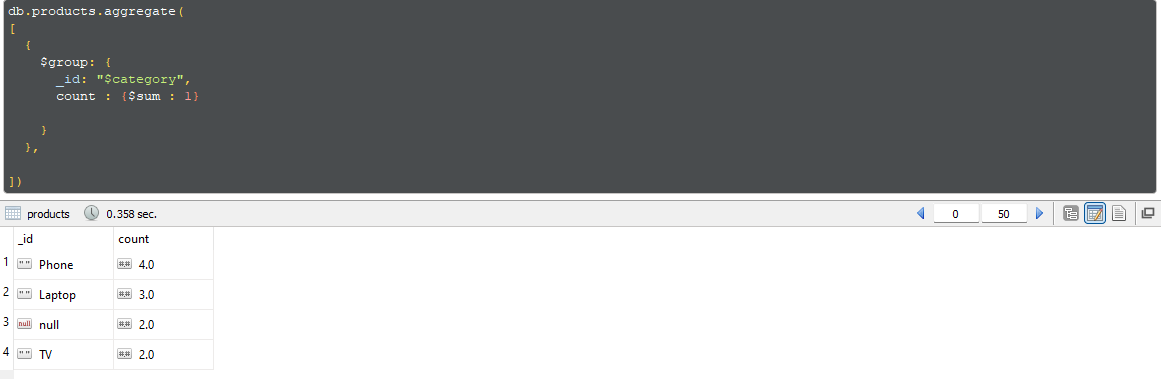 db.products.aggregate(
[
{
$group: {
_id: "$category",
count : {$sum : 1}
}
},
])
products 0.358 sec. 0 50
_id count
1 "" Phone #.# 4.0
2 "" Laptop #.# 3.0
3 null null #.# 2.0
4 "" TV #.# 2.0